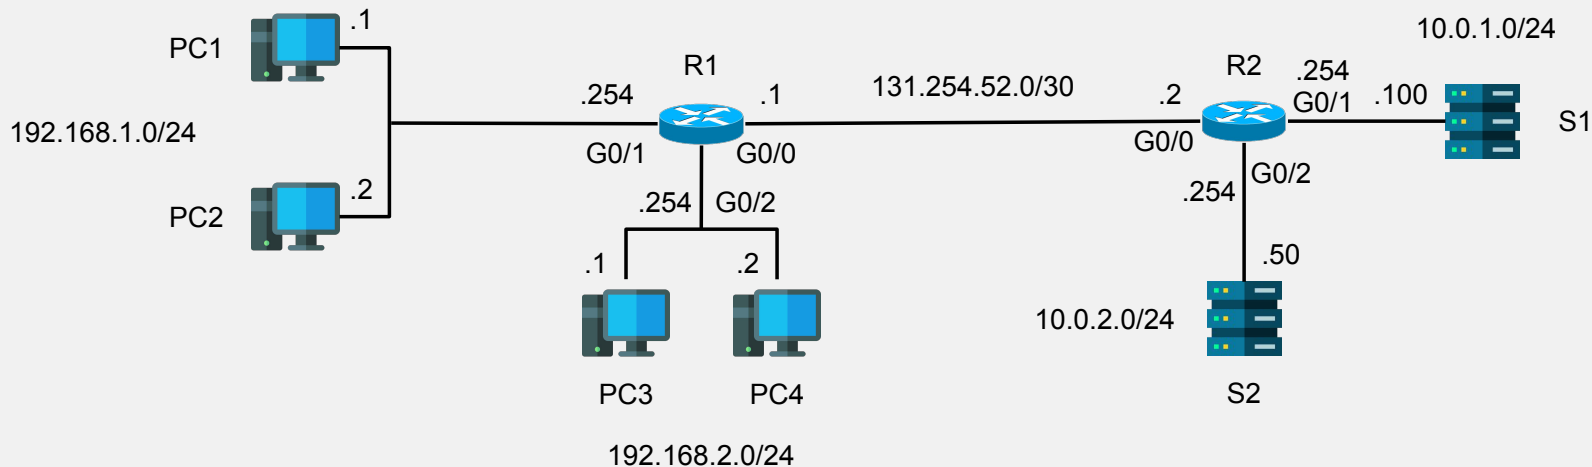 10.0.1.0/24
.1
PC1
R1
R2
.254
131.254.52.0/30
.254
.1
.2
G0/1
.100
S1
192.168.1.0/24
G0/1
G0/0
G0/0
.2
PC2
.254
G0/2
.254
G0/2
.1
.2
.50
10.0.2.0/24
PC3
PC4
S2
192.168.2.0/24